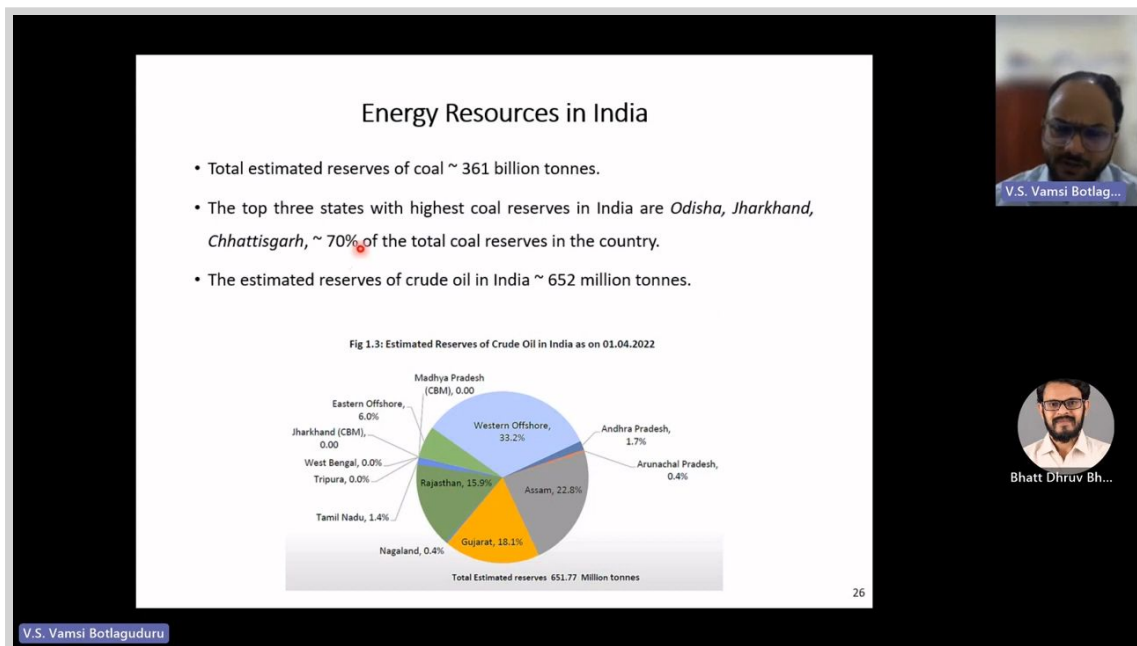 Energy Resources in India
• Total estimated reserves of coal ~ 361 billion tonnes.
• The top three states with highest coal reserves in India are Odisha, Jharkhand,
Chhattisgarh, ~ 70% of the total coal reserves in the country.
• The estimated reserves of crude oil in India ~ 652 million tonnes.
Fig 1.3: Estimated Reserves of Crude Oil in India as on 01.04.2022
Madhya Pradesh
(CBM), 0.00
Eastern Offshore,
6.0%
Western Offshore,
33.2%
Andhra Pradesh,
1.7%
Jharkhand (CBM),
0.00
Arunachal Pradesh,
0.4%
West Bengal, 0.0%
Tripura, 0.0%
Rajasthan, 15.9%
Assam, 22.8%
Tamil Nadu, 1.4%
Gujarat, 18.1%
Nagaland, 0.4%
Total Estimated reserves 651.77 Million tonnes
26
V.S. Vamsi Botlag...
Bhatt Dhruv Bh...
V.S. Vamsi Botlaguduru